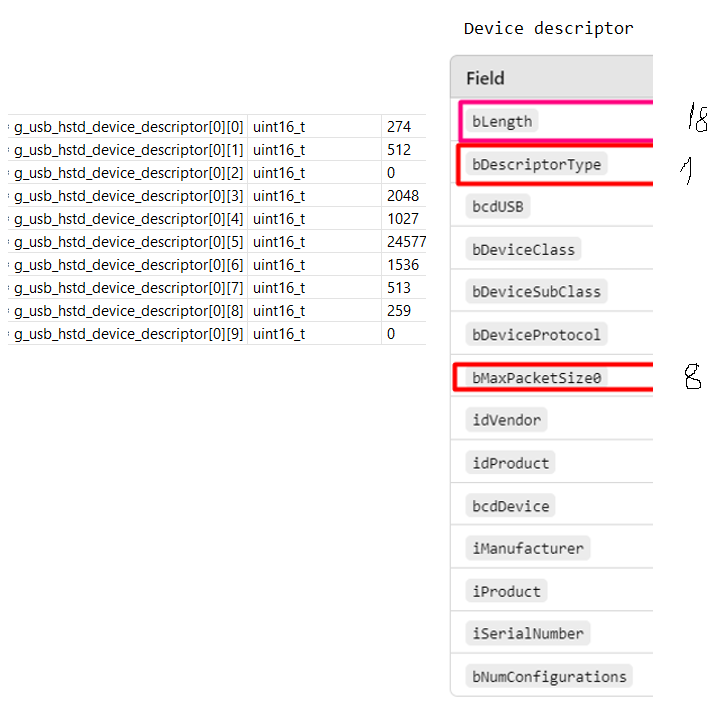 Device descriptor
Field
g_usb_hstd_device_descriptor[0][0] uint16_t 274
g_usb_hstd_device_descriptor[0][1] uint16_t 512
g_usb_hstd_device_descriptor[0][2] uint16_t 0
g_usb_hstd_device_descriptor[0][3] uint16_t 2048
g_usb_hstd_device_descriptor[0][4] uint16_t 1027
g_usb_hstd_device_descriptor[0][5] uint16_t 24577
g_usb_hstd_device_descriptor[0][6] uint16_t 1536
g_usb_hstd_device_descriptor[0][7] uint16_t 513
g_usb_hstd_device_descriptor[0][8] uint16_t 259
g_usb_hstd_device_descriptor[0][9] uint16_t 0
bLength 18
bDescriptorType 1
bcdUSB
bDeviceClass
bDeviceSubClass
bDeviceProtocol
bMaxPacketSize0 8
idVendor
idProduct
bcdDevice
iManufacturer
iProduct
iSerialNumber
bNumConfigurations